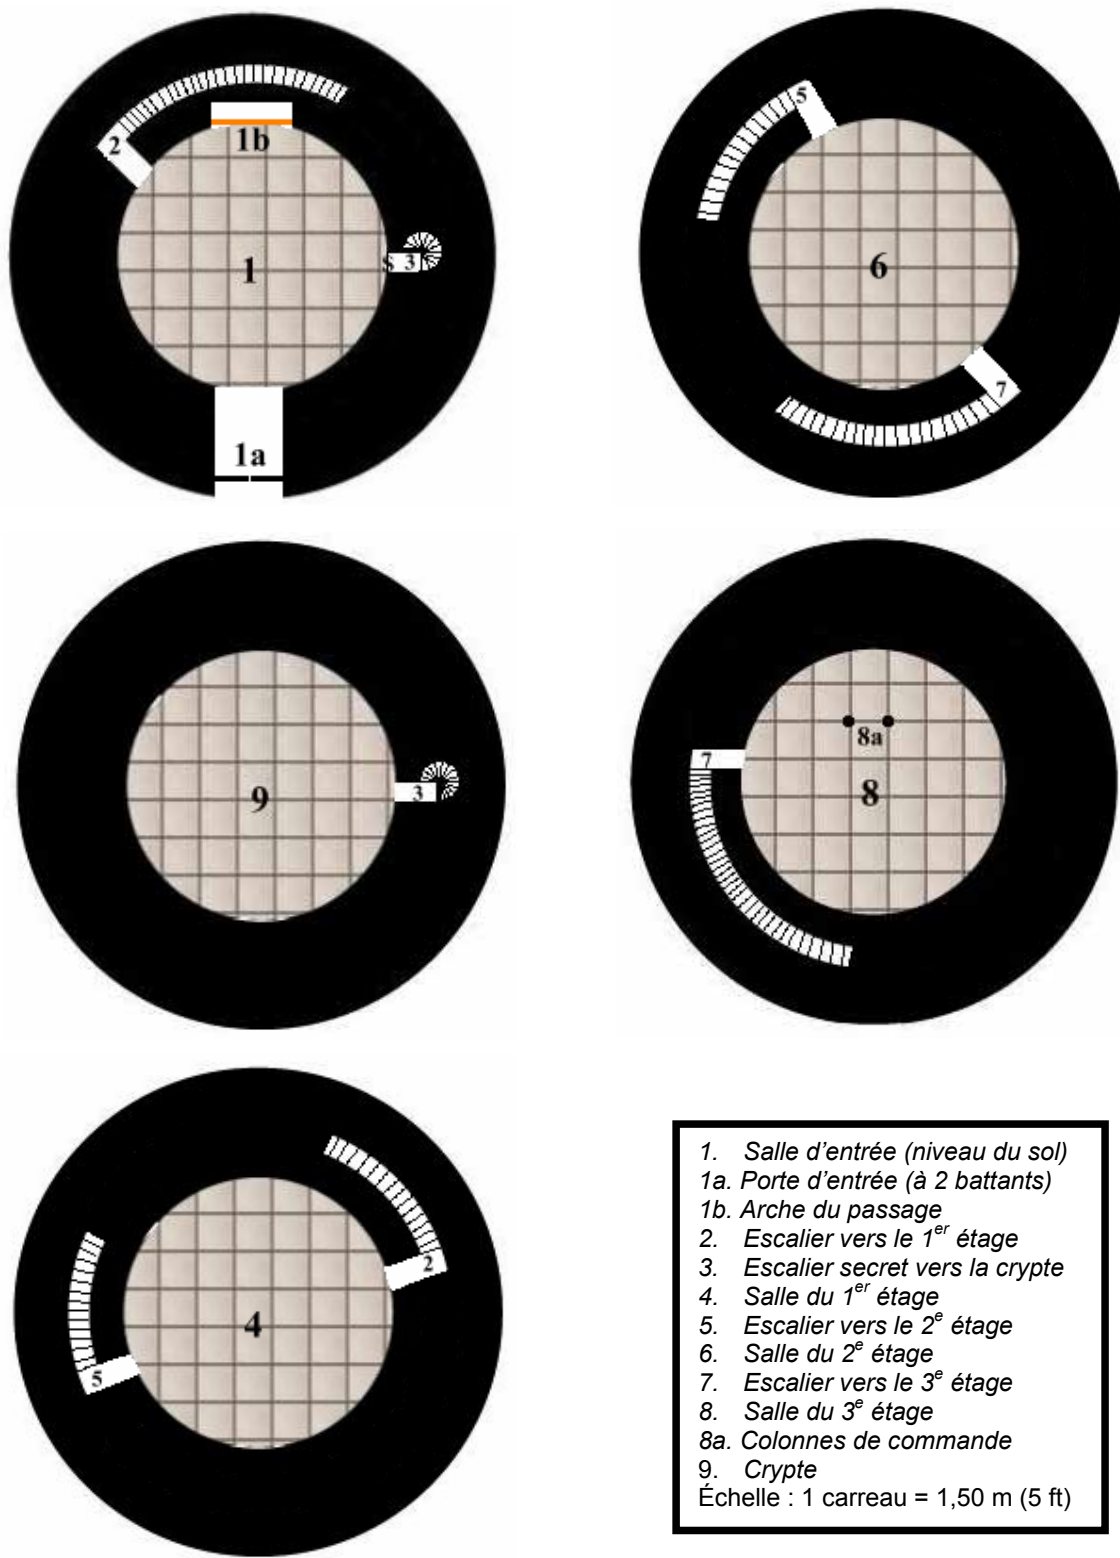 5
2
1b
1
S 3
6
7
1a
9
3
8a
7
8
2
4
5
1. Salle d'entrée (niveau du sol)
1a. Porte d'entrée (à 2 battants)
1b. Arche du passage
2. Escalier vers le 1er étage
3. Escalier secret vers la crypte
4. Salle du 1er étage
5. Escalier vers le 2e étage
6. Salle du 2e étage
7. Escalier vers le 3e étage
8. Salle du 3e étage
8a. Colonnes de commande
9. Crypte
Échelle : 1 carreau = 1,50 m (5 ft)